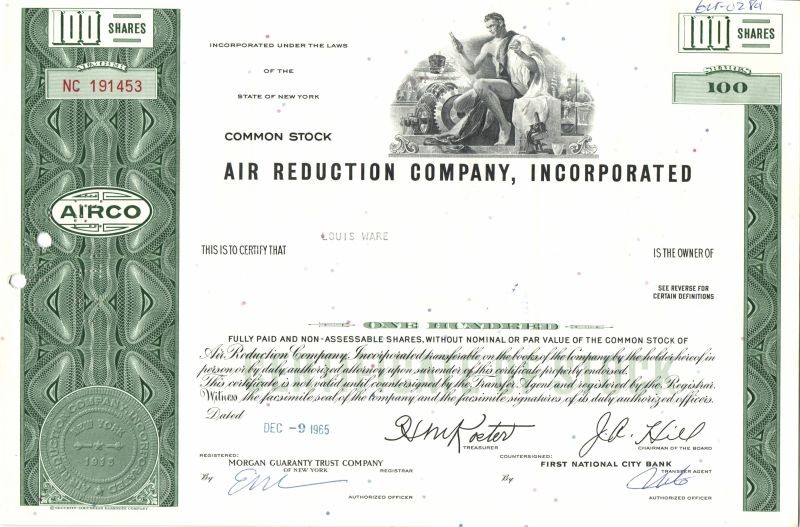 6LF-0284
100 SHARES
100 SHARES
NC 191453
SHARES
100
INCORPORATED UNDER THE LAWS
OF THE
STATE OF NEW YORK
COMMON STOCK
AIR REDUCTION COMPANY, INCORPORATED
AIRCO
LOUIS WARE
THIS IS TO CERTIFY THAT
IS THE OWNER OF
SEE REVERSE FOR
CERTAIN DEFINITIONS
ONE HUNDRED
FULLY PAID AND NON-ASSESSABLE SHARES, WITHOUT NOMINAL OR PAR VALUE OF THE COMMON STOCK OF
Air Reduction Company, Incorporated transferable on the books of the Company by the holder hereof in
person or by duly authorized attorney upon surrender of this certificate properly endorsed.
This certificate is not valid until countersigned by the Transfer Agent and registered by the Registrar.
Witness the facsimile seal of the Company and the facsimile signatures of its duly authorized officers.
Dated
DEC - 9 1965
H S M Koster
TREASURER
J. A. Hill
CHAIRMAN OF THE BOARD
REGISTERED:
MORGAN GUARANTY TRUST COMPANY
OF NEW YORK
REGISTRAR
By
AUTHORIZED OFFICER
COUNTERSIGNED:
FIRST NATIONAL CITY BANK
TRANSFER AGENT
By
AUTHORIZED OFFICER
NEW YORK
© SECURITY-COLUMBIAN BANKNOTE COMPANY